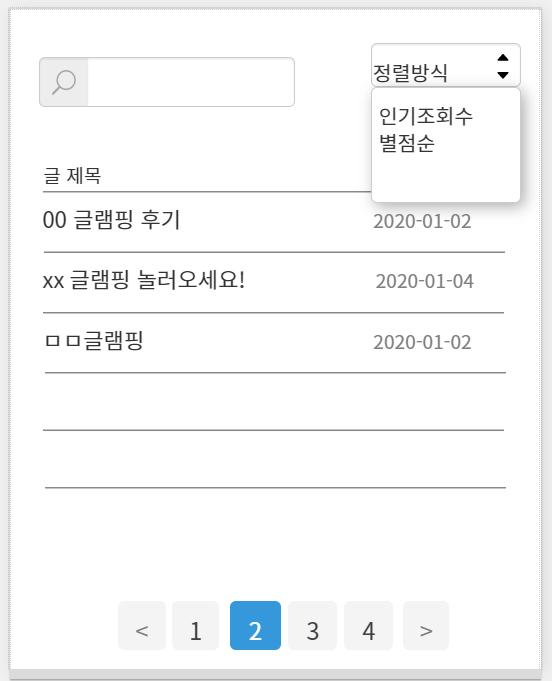 정렬방식
인기조회수
별점순
글 제목
00 글램핑 후기 2020-01-02
xx 글램핑 놀러오세요! 2020-01-04
ㅁㅁ글램핑 2020-01-02
< 1 2 3 4 >